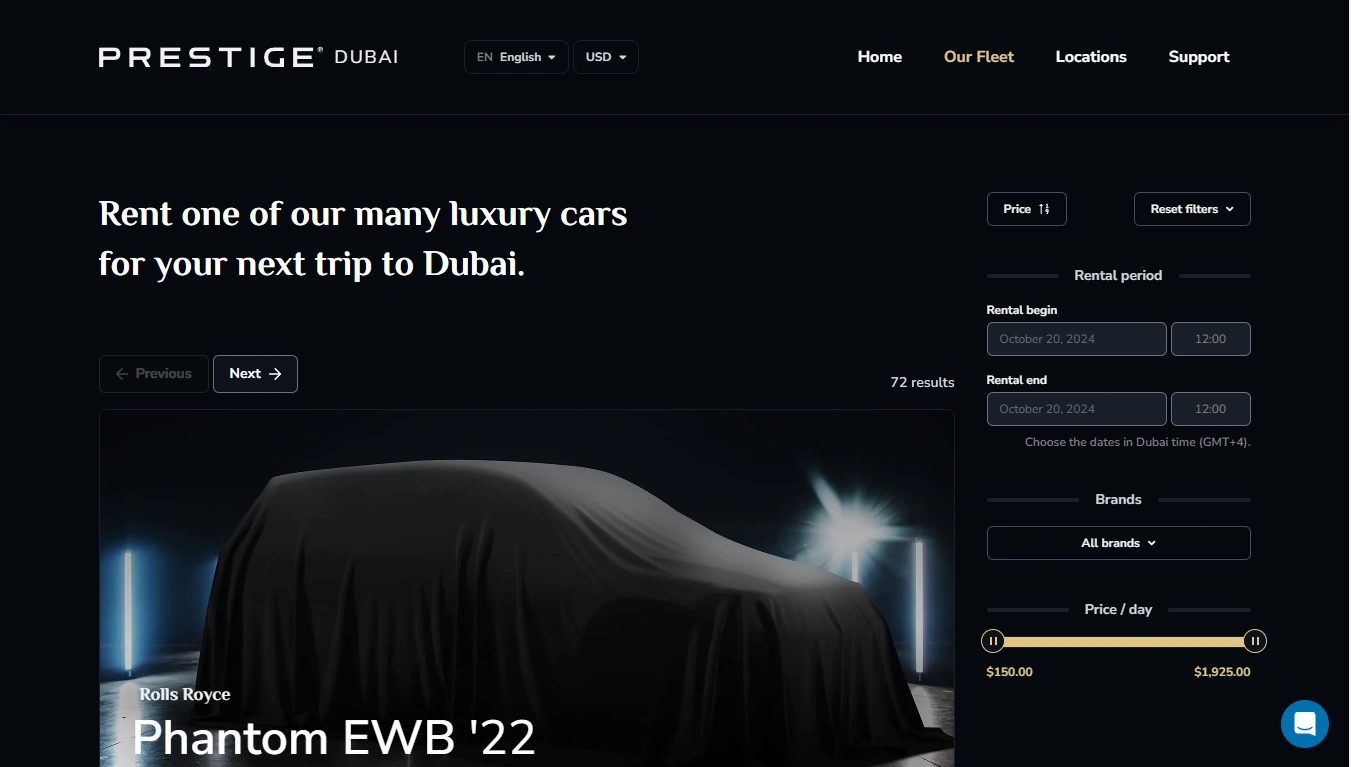 PRESTIGE® DUBAI
EN English
USD
Home
Our Fleet
Locations
Support
Rent one of our many luxury cars
for your next trip to Dubai.
Price
Reset filters
Rental period
Rental begin
October 20, 2024
12:00
Rental end
October 20, 2024
12:00
Choose the dates in Dubai time (GMT+4).
Brands
All brands
Price / day
$150.00
$1,925.00
Previous
Next
72 results
Rolls Royce
Phantom EWB '22